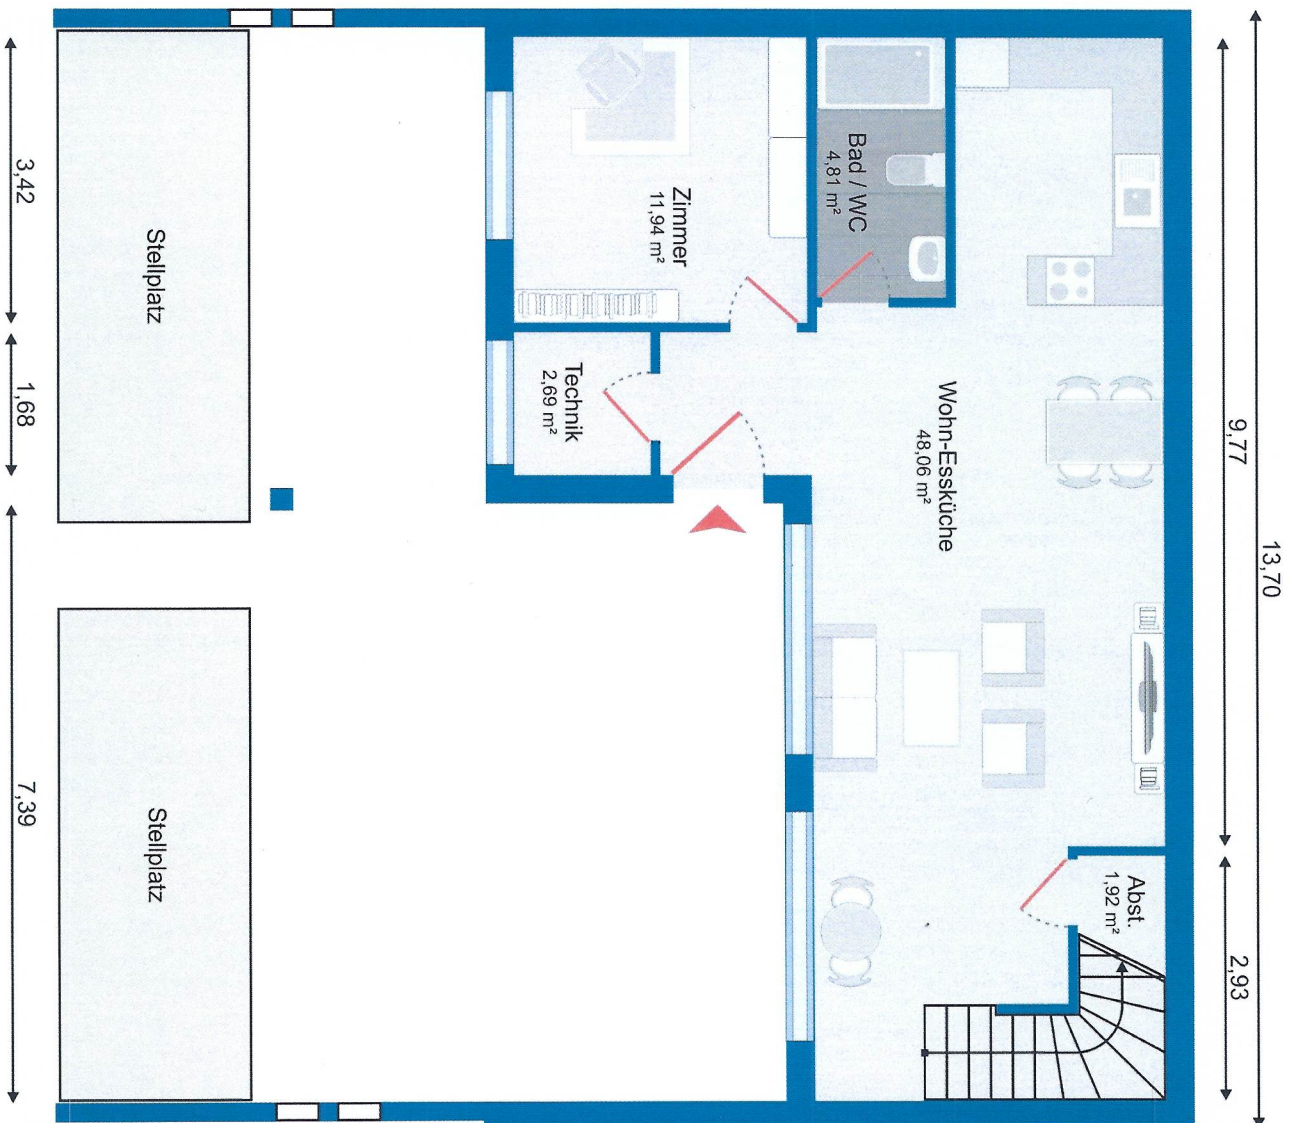 13,70
9,77
2,93
Abst.
1,92 m²
Wohn-Essküche
48,06 m²
Bad / WC
4,81 m²
Zimmer
11,94 m²
Technik
2,69 m²
Stellplatz
Stellplatz
3,42
1,68
7,39